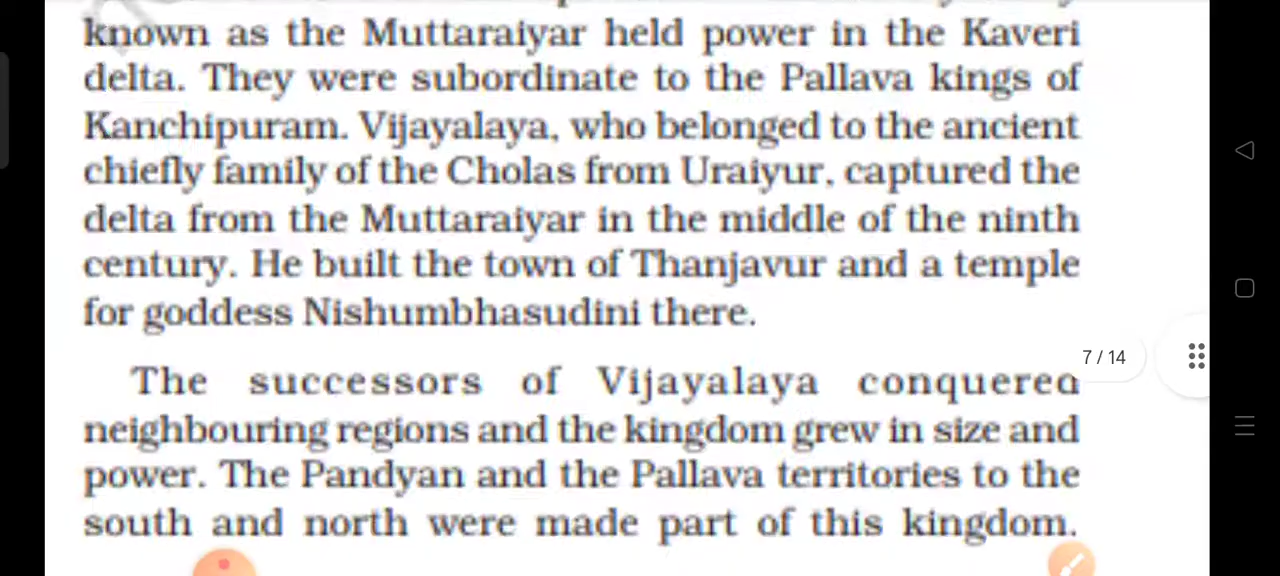 known as the Muttaraiyar held power in the Kaveri
delta. They were subordinate to the Pallava kings of
Kanchipuram. Vijayalaya, who belonged to the ancient
chiefly family of the Cholas from Uraiyur, captured the
delta from the Muttaraiyar in the middle of the ninth
century. He built the town of Thanjavur and a temple
for goddess Nishumbhasudini there.
7 / 14
The successors of Vijayalaya conquered
neighbouring regions and the kingdom grew in size and
power. The Pandyan and the Pallava territories to the
south and north were made part of this kingdom.